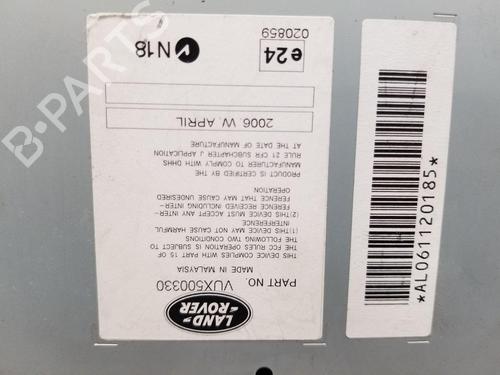 LAND-
ROVER
PART NO.
VUX500330
MADE IN MALAYSIA
THIS DEVICE COMPLIES WITH PART 15 OF
THE FCC RULES OPERATION IS SUBJECT TO
THE FOLLOWING TWO CONDITIONS
(1) THIS DEVICE MAY NOT CAUSE HARMFUL
INTERFERENCE
(2) THIS DEVICE MUST ACCEPT ANY INTER-
FERENCE RECEIVED INCLUDING INTER-
FERENCE THAT MAY CAUSE UNDESIRED
OPERATION
PRODUCT IS CERTIFIED BY THE
MANUFACTURER TO COMPLY WITH DHHS
RULE 21 CFR SUBCHAPTER J APPLICATION
AT THE DATE OF MANUFACTURE
2006. W. APRIL
N18
e24
020859
*AL061120185*
B-PARTS